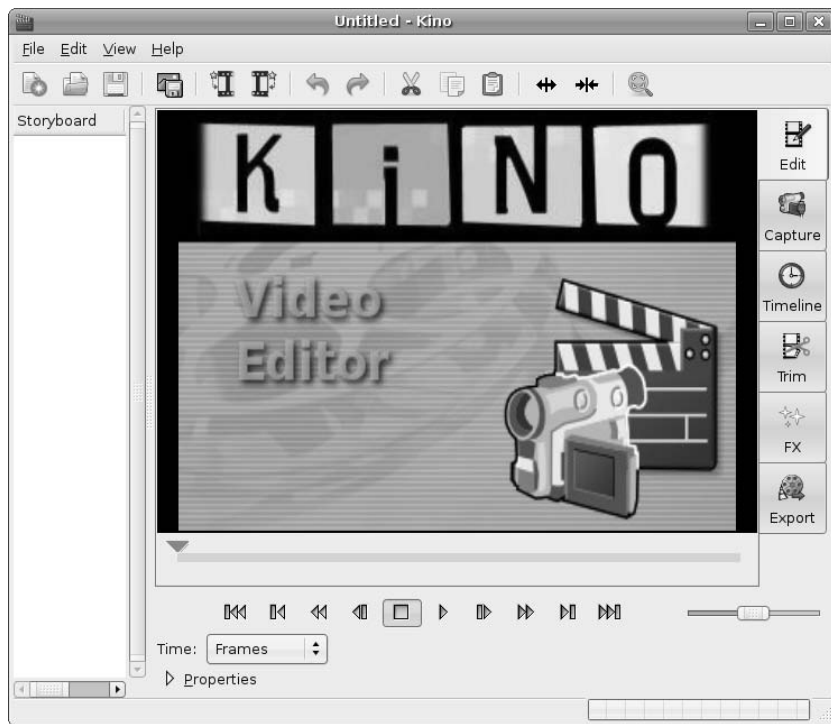 Untitled - Kino
File Edit View Help
Storyboard
KiNO
Video
Editor
Edit
Capture
Timeline
Trim
FX
Export
Time: Frames
Properties